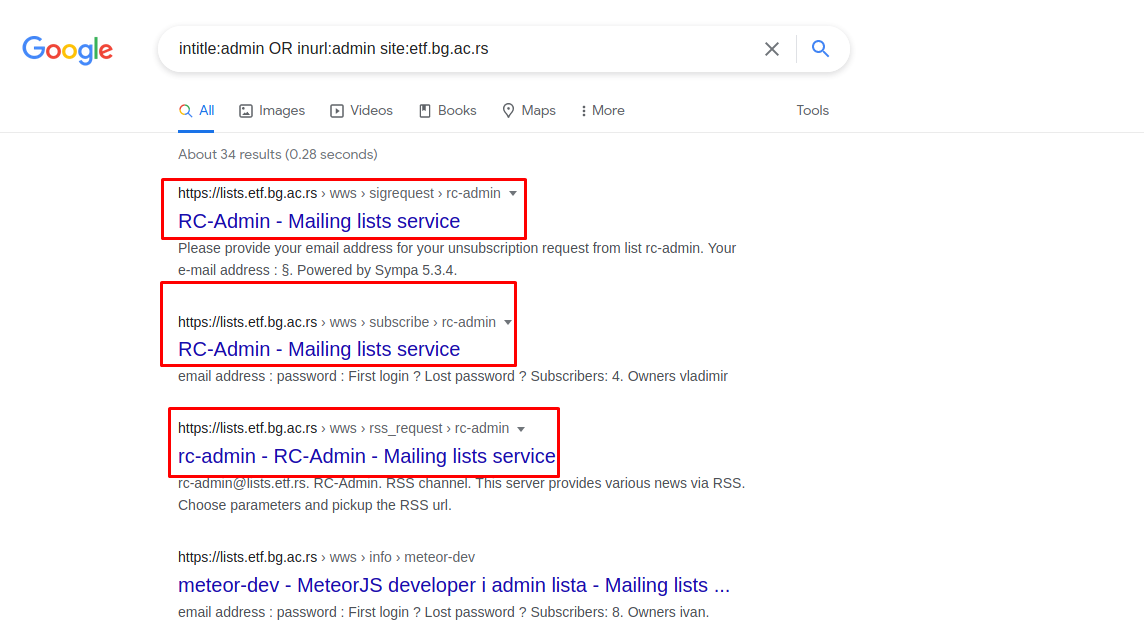 Google
intitle:admin OR inurl:admin site:etf.bg.ac.rs
All Images Videos Books Maps More Tools
About 34 results (0.28 seconds)
https://lists.etf.bg.ac.rs › wws › sigrequest › rc-admin
RC-Admin - Mailing lists service
Please provide your email address for your unsubscription request from list rc-admin. Your
e-mail address : §. Powered by Sympa 5.3.4.
https://lists.etf.bg.ac.rs › wws › subscribe › rc-admin
RC-Admin - Mailing lists service
email address : password : First login ? Lost password ? Subscribers: 4. Owners vladimir
https://lists.etf.bg.ac.rs › wws › rss_request › rc-admin
rc-admin - RC-Admin - Mailing lists service
rc-admin@lists.etf.rs. RC-Admin. RSS channel. This server provides various news via RSS.
Choose parameters and pickup the RSS url.
https://lists.etf.bg.ac.rs › wws › info › meteor-dev
meteor-dev - MeteorJS developer i admin lista - Mailing lists ...
email address : password : First login ? Lost password ? Subscribers: 8. Owners ivan.